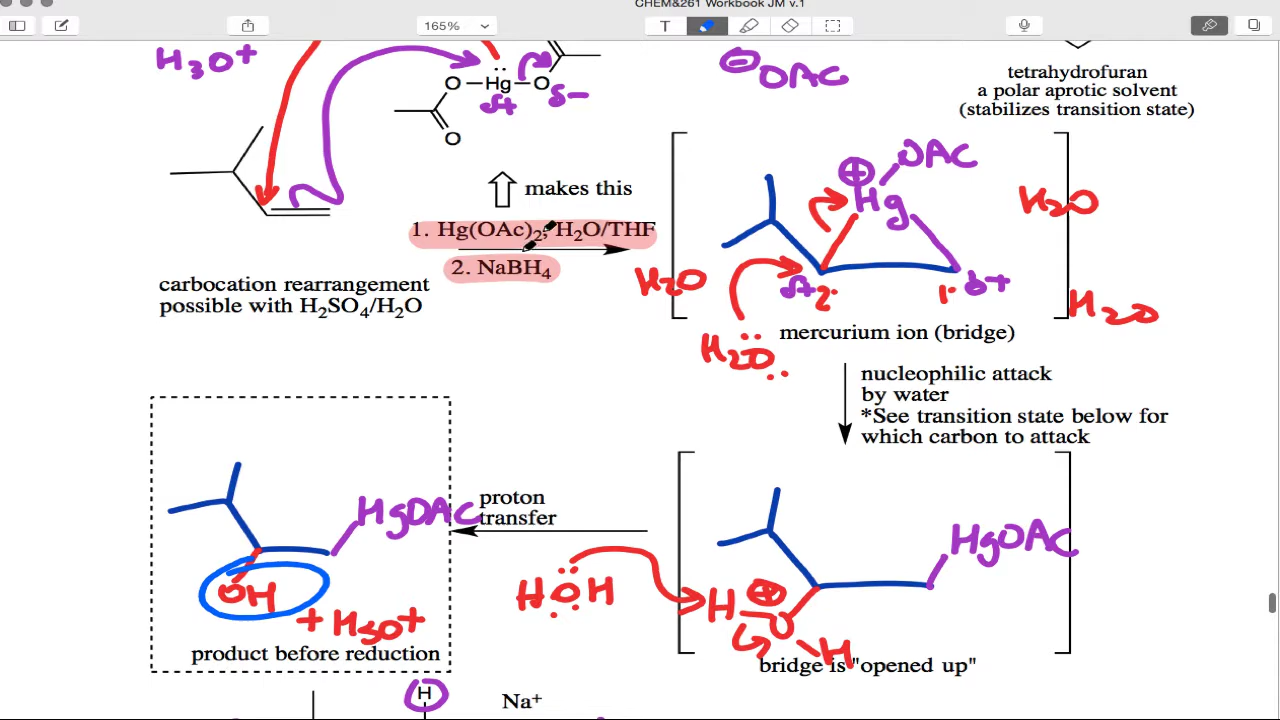 CHEM&261 Workbook JM v.1
165%
T
H3O+
O
Hg
O
δ+
δ-
O
⊖OAC
tetrahydrofuran
a polar aprotic solvent
(stabilizes transition state)
makes this
1. Hg(OAc)2, H2O/THF
2. NaBH4
carbocation rearrangement
possible with H2SO4/H2O
⊕
OAC
Hg
H2O
H2O
δ+
2°
1°
δ+
H2O
H2O
mercurium ion (bridge)
nucleophilic attack
by water
*See transition state below for
which carbon to attack
HgOAC
OH
+ H3O+
product before reduction
proton
transfer
HOH
HgOAC
H
⊕
O
H
bridge is "opened up"
H
Na+